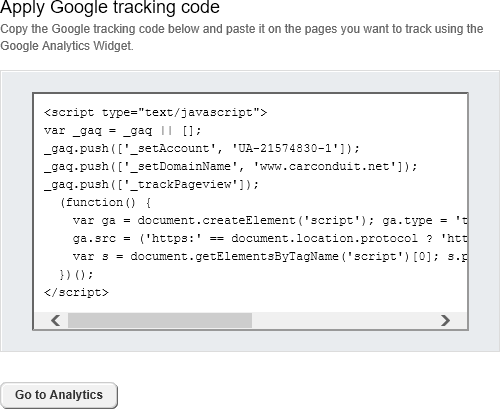 Apply Google tracking code
Copy the Google tracking code below and paste it on the pages you want to track using the
Google Analytics Widget.
<script type="text/javascript">
var _gaq = _gaq || [];
_gaq.push(['_setAccount', 'UA-21574830-1']);
_gaq.push(['_setDomainName', 'www.carconduit.net']);
_gaq.push(['_trackPageview']);
(function() {
var ga = document.createElement('script'); ga.type = 't
ga.src = ('https:' == document.location.protocol ? 'htt
var s = document.getElementsByTagName('script')[0]; s.p
})();
</script>
Go to Analytics